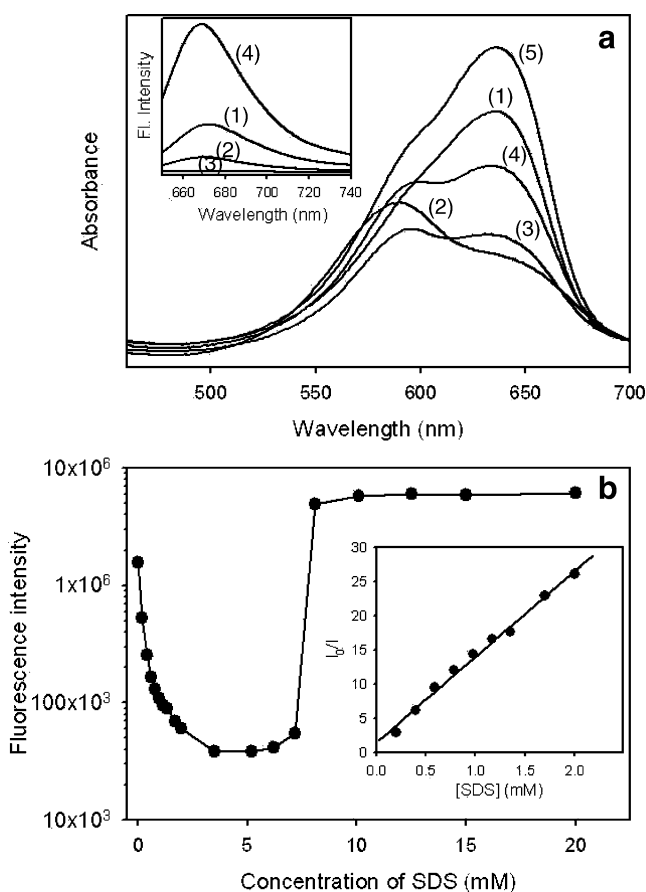 a
(4)
(1)
(2)
(3)
Fl. Intensity
660 680 700 720 740
Wavelength (nm)
(5)
(1)
(4)
(2)
(3)
Absorbance
500 550 600 650 700
Wavelength (nm)
b
10x10⁶
1x10⁶
100x10³
10x10³
Fluorescence intensity
0 5 10 15 20
Concentration of SDS (mM)
30
25
20
15
10
5
0
I₀/I
0.0 0.5 1.0 1.5 2.0
[SDS] (mM)